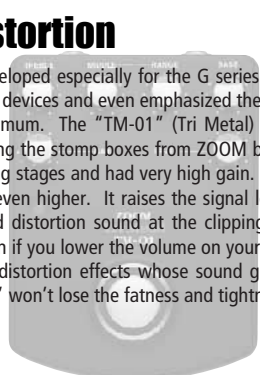 stortion
eloped especially for the G series
devices and even emphasized the
mum. The "TM-01" (Tri Metal)
ng the stomp boxes from ZOOM b
g stages and had very high gain.
even higher. It raises the signal l
d distortion sound at the clipping
n if you lower the volume on your
distortion effects whose sound g
' won't lose the fatness and tightn